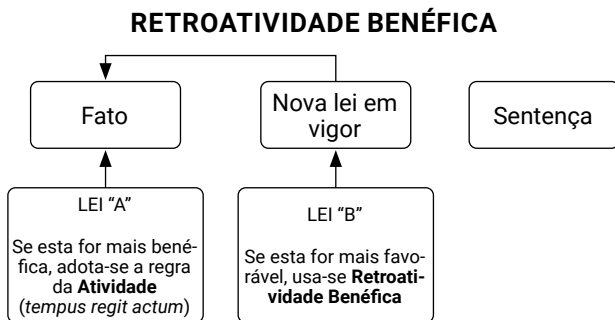 RETROATIVIDADE BENÉFICA
Fato
Nova lei em
vigor
Sentença
LEI “A”
Se esta for mais bené-
fica, adota-se a regra
da Atividade
(tempus regit actum)
LEI “B”
Se esta for mais favo-
rável, usa-se Retroati-
vidade Benéfica